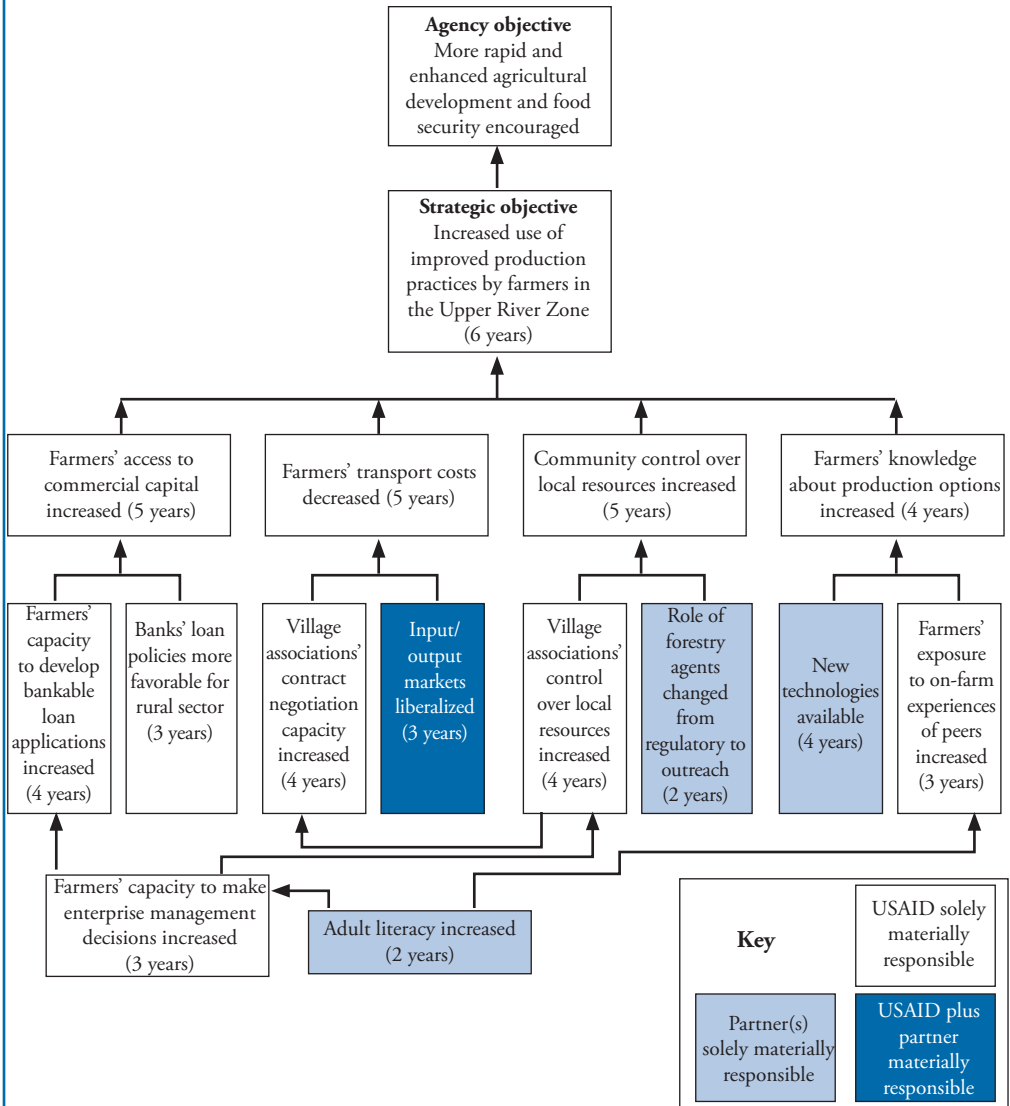 Agency objective
More rapid and
enhanced agricultural
development and food
security encouraged
Strategic objective
Increased use of
improved production
practices by farmers in
the Upper River Zone
(6 years)
Farmers’ access to
commercial capital
increased (5 years)
Farmers’ transport costs
decreased (5 years)
Community control over
local resources increased
(5 years)
Farmers’ knowledge
about production options
increased (4 years)
Farmers’
capacity
to develop
bankable
loan
applications
increased
(4 years)
Banks’ loan
policies more
favorable for
rural sector
(3 years)
Village
associations’
contract
negotiation
capacity
increased
(4 years)
Input/
output
markets
liberalized
(3 years)
Village
associations’
control
over local
resources
increased
(4 years)
Role of
forestry
agents
changed
from
regulatory to
outreach
(2 years)
New
technologies
available
(4 years)
Farmers’
exposure
to on-farm
experiences
of peers
increased
(3 years)
Farmers’ capacity to make
enterprise management
decisions increased
(3 years)
Adult literacy increased
(2 years)
Key
USAID solely
materially
responsible
Partner(s)
solely materially
responsible
USAID plus
partner
materially
responsible